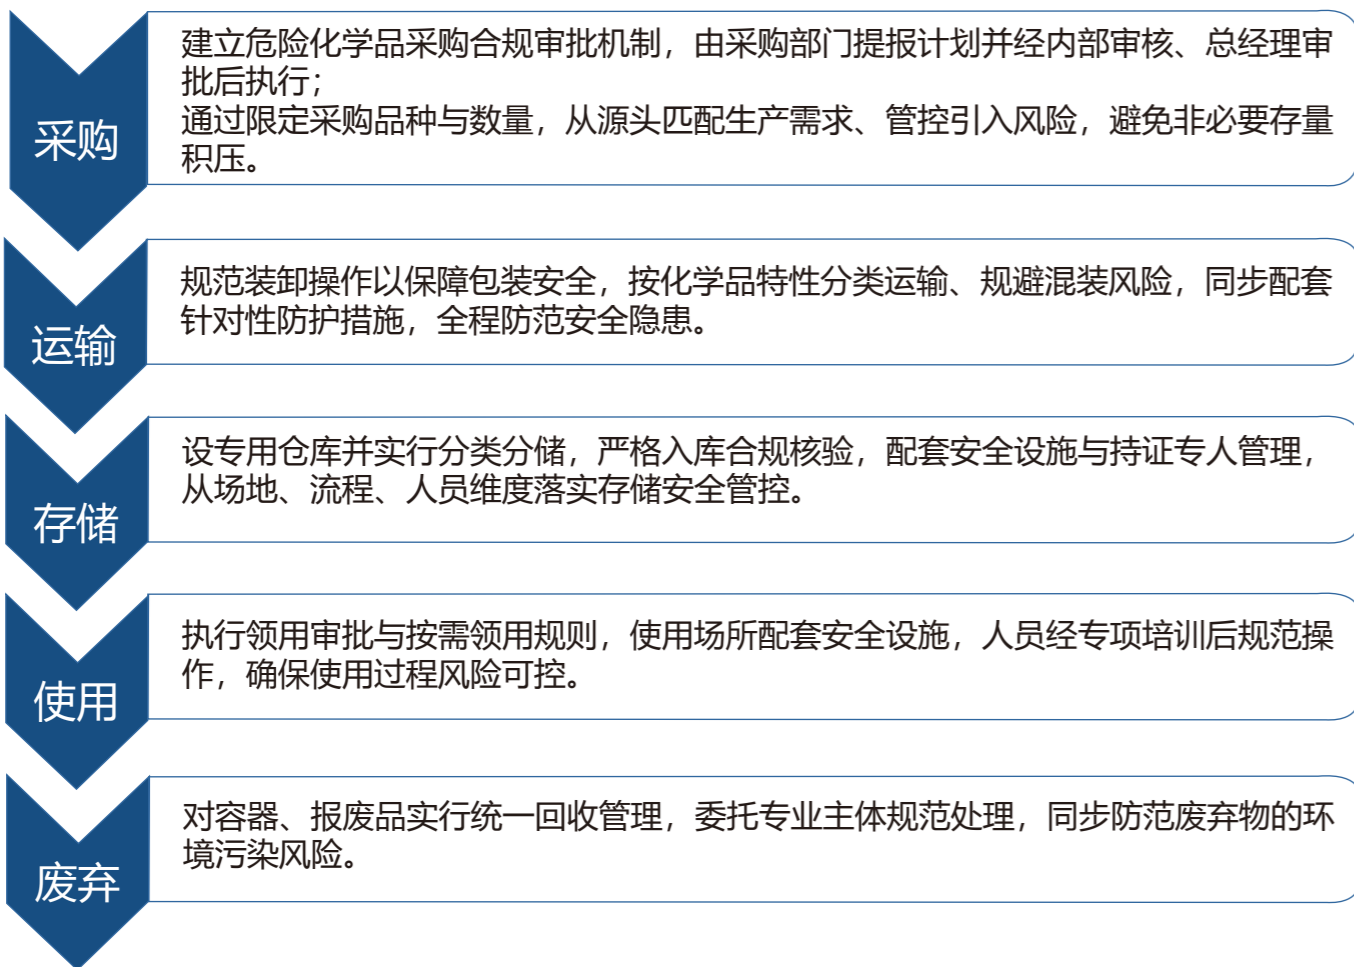 采购
建立危险化学品采购合规审批机制，由采购部门提报计划并经内部审核、总经理审
批后执行；
通过限定采购品种与数量，从源头匹配生产需求、管控引入风险，避免非必要存量
积压。
运输
规范装卸操作以保障包装安全，按化学品特性分类运输、规避混装风险，同步配套
针对性防护措施，全程防范安全隐患。
存储
设专用仓库并实行分类分储，严格入库合规核验，配套安全设施与持证专人管理，
从场地、流程、人员维度落实存储安全管控。
使用
执行领用审批与按需领用规则，使用场所配套安全设施，人员经专项培训后规范操
作，确保使用过程风险可控。
废弃
对容器、报废品实行统一回收管理，委托专业主体规范处理，同步防范废弃物的环
境污染风险。